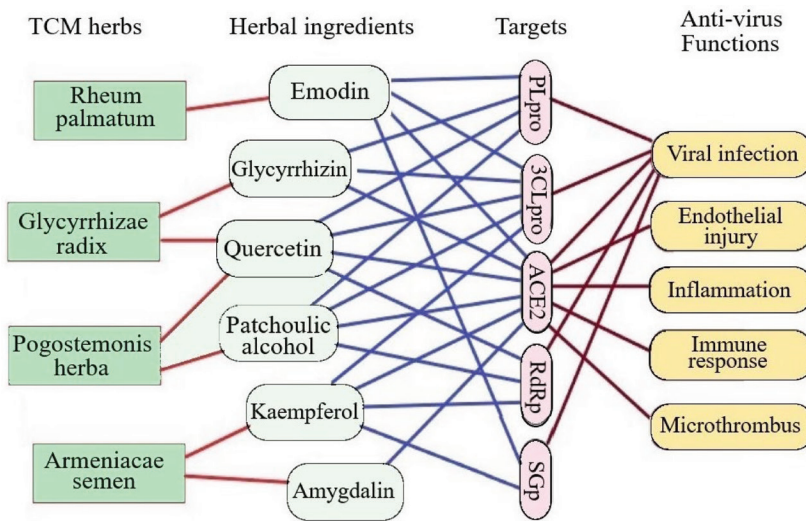 TCM herbs
Herbal ingredients
Targets
Anti-virus
Functions
Rheum
palmatum
Glycyrrhizae
radix
Pogostemonis
herba
Armeniacae
semen
Emodin
Glycyrrhizin
Quercetin
Patchoulic
alcohol
Kaempferol
Amygdalin
PLpro
3CLpro
ACE2
RdRp
SGp
Viral infection
Endothelial
injury
Inflammation
Immune
response
Microthrombus